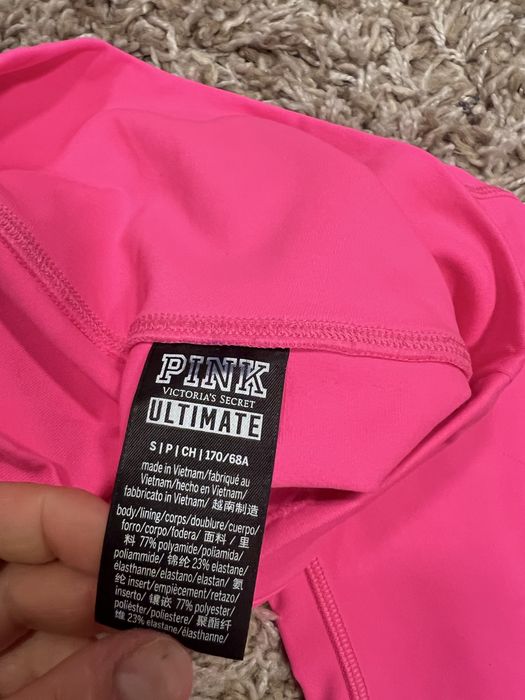 PINK
VICTORIA'S SECRET
ULTIMATE
S|P|CH|170/68A
made in Vietnam/fabriqué au
Vietnam/hecho en Vietnam/
fabbricato in Vietnam/ 越南制造
body/lining/corps/doublure/cuerpo/
forro/corpo/fodera/ 面料 / 里
料 77% polyamide/poliamida/
poliammide/ 锦纶 23% elastane/
élasthanne/elastano/elastan/ 氨
纶 insert/empiècement/retazo/
inserto/ 镶嵌 77% polyester/
poliéster/poliestere/ 聚酯纤
维 23% elastane/élasthanne/